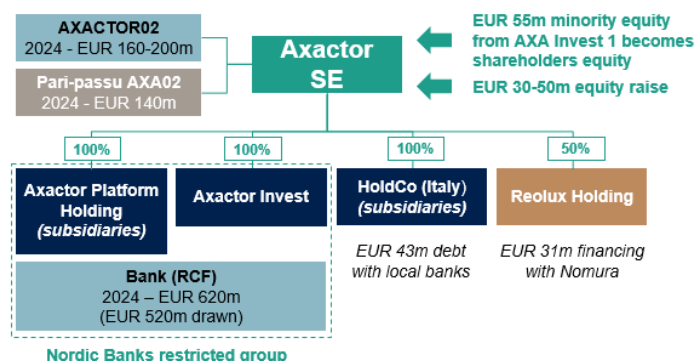 AXACTOR02
2024 - EUR 160-200m
Pari-passu AXA02
2024 - EUR 140m
Axactor
SE
EUR 55m minority equity
from AXA Invest 1 becomes
shareholders equity
EUR 30-50m equity raise
100%
100%
100%
50%
Axactor Platform
Holding
(subsidiaries)
Axactor Invest
HoldCo (Italy)
(subsidiaries)
Reolux Holding
EUR 43m debt
with local banks
EUR 31m financing
with Nomura
Bank (RCF)
2024 – EUR 620m
(EUR 520m drawn)
Nordic Banks restricted group